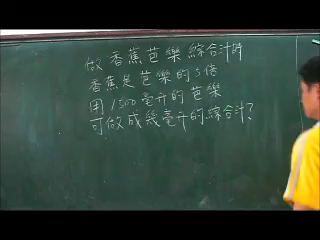 做香蕉芭樂綜合汁時
香蕉是芭樂的3倍
用1500毫升的芭樂
可做成幾毫升的綜合汁?